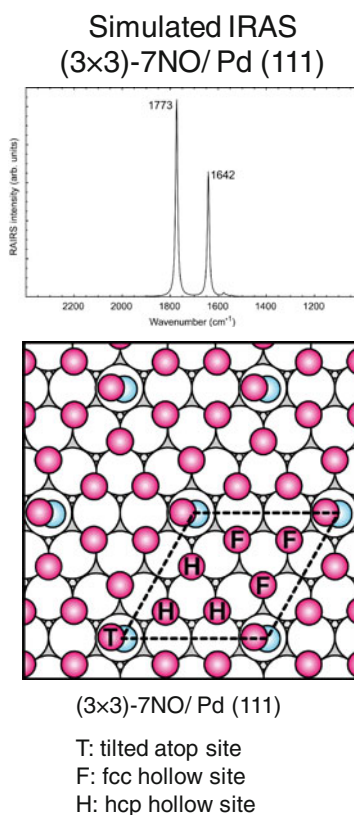 Simulated IRAS
(3×3)-7NO/ Pd (111)
RAIRS intensity (arb. units)
1773
1642
2200 2000 1800 1600 1400 1200
Wavenumber (cm⁻¹)
F F
H
F
H H
T
(3×3)-7NO/ Pd (111)
T: tilted atop site
F: fcc hollow site
H: hcp hollow site